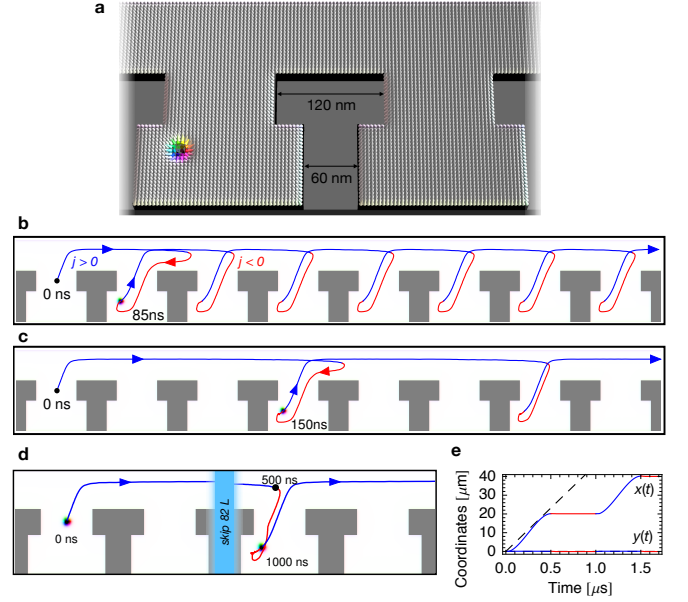 a
120 nm
60 nm
b
j > 0
j < 0
0 ns
85ns
c
0 ns
150ns
d
500 ns
skip 82 L
0 ns
1000 ns
e
Coordinates [μm]
40
30
20
10
0
x(t)
y(t)
0.0 0.5 1.0 1.5
Time [μs]